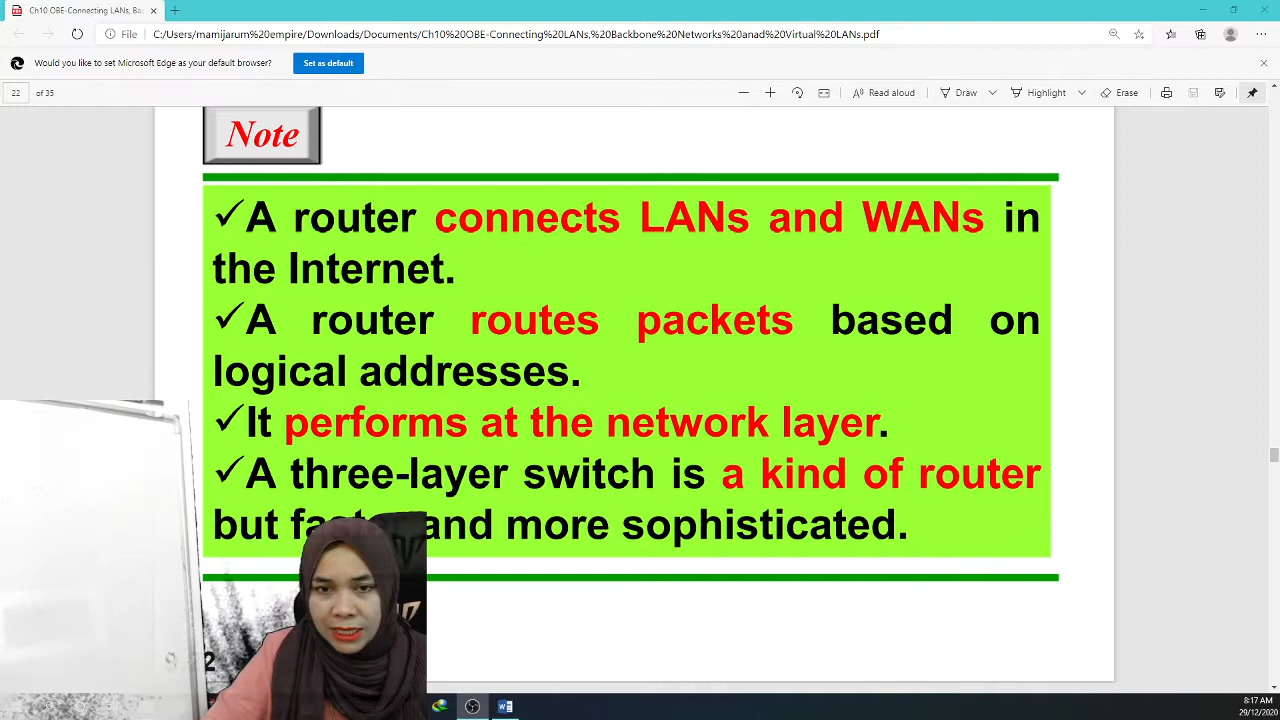 Ch10 OBE-Connecting LANs, Ba
File C:/Users/mamijarum%20empire/Downloads/Documents/Ch10%20OBE-Connecting%20LANs,%20Backbone%20Networks%20anad%20Virtual%20LANs.pdf
Would you like to set Microsoft Edge as your default browser? Set as default
22 of 35 Read aloud Draw Highlight Erase
Note
✓A router connects LANs and WANs in
the Internet.
✓A router routes packets based on
logical addresses.
✓It performs at the network layer.
✓A three-layer switch is a kind of router
but and more sophisticated.
2
8:17 AM
29/12/2020